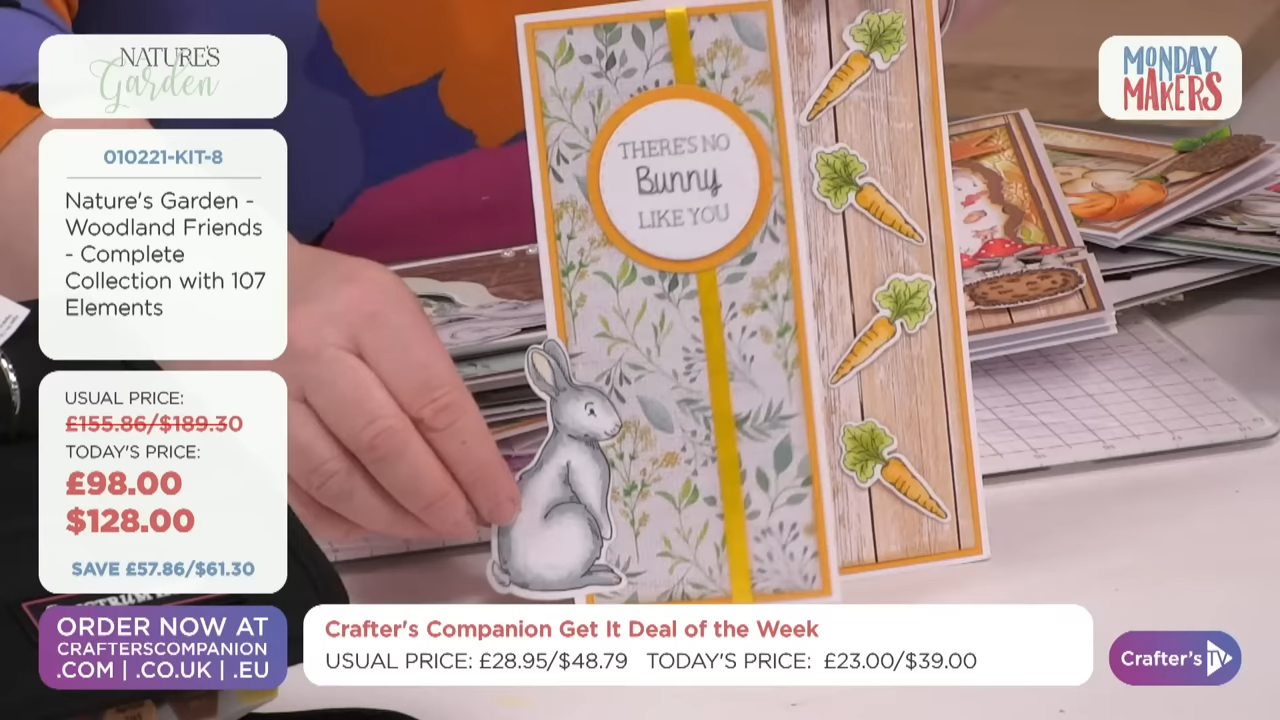 NATURE'S
Garden
010221-KIT-8
Nature's Garden -
Woodland Friends
- Complete
Collection with 107
Elements
USUAL PRICE:
£155.86/$189.30
TODAY'S PRICE:
£98.00
$128.00
SAVE £57.86/$61.30
ORDER NOW AT
CRAFTERSCOMPANION
.COM | .CO.UK | .EU
THERE'S NO
Bunny
LIKE YOU
MONDAY
MAKERS
Crafter's Companion Get It Deal of the Week
USUAL PRICE: £28.95/$48.79 TODAY'S PRICE: £23.00/$39.00
Crafter's TV